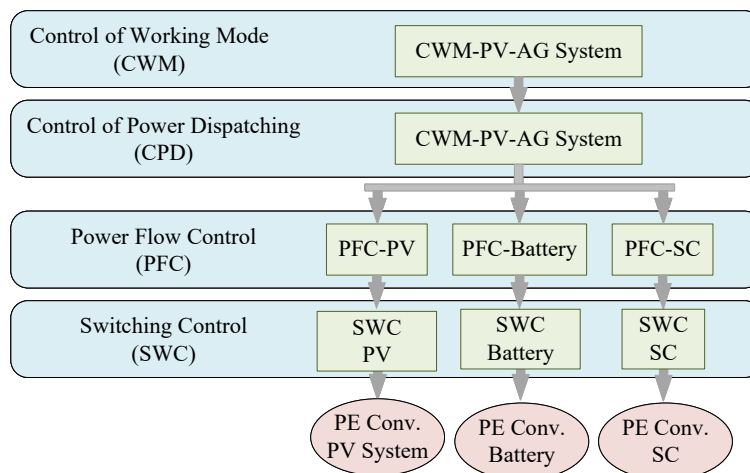 Control of Working Mode
(CWM)
CWM-PV-AG System
Control of Power Dispatching
(CPD)
CWM-PV-AG System
Power Flow Control
(PFC)
PFC-PV
PFC-Battery
PFC-SC
Switching Control
(SWC)
SWC
PV
SWC
Battery
SWC
SC
PE Conv.
PV System
PE Conv.
Battery
PE Conv.
SC